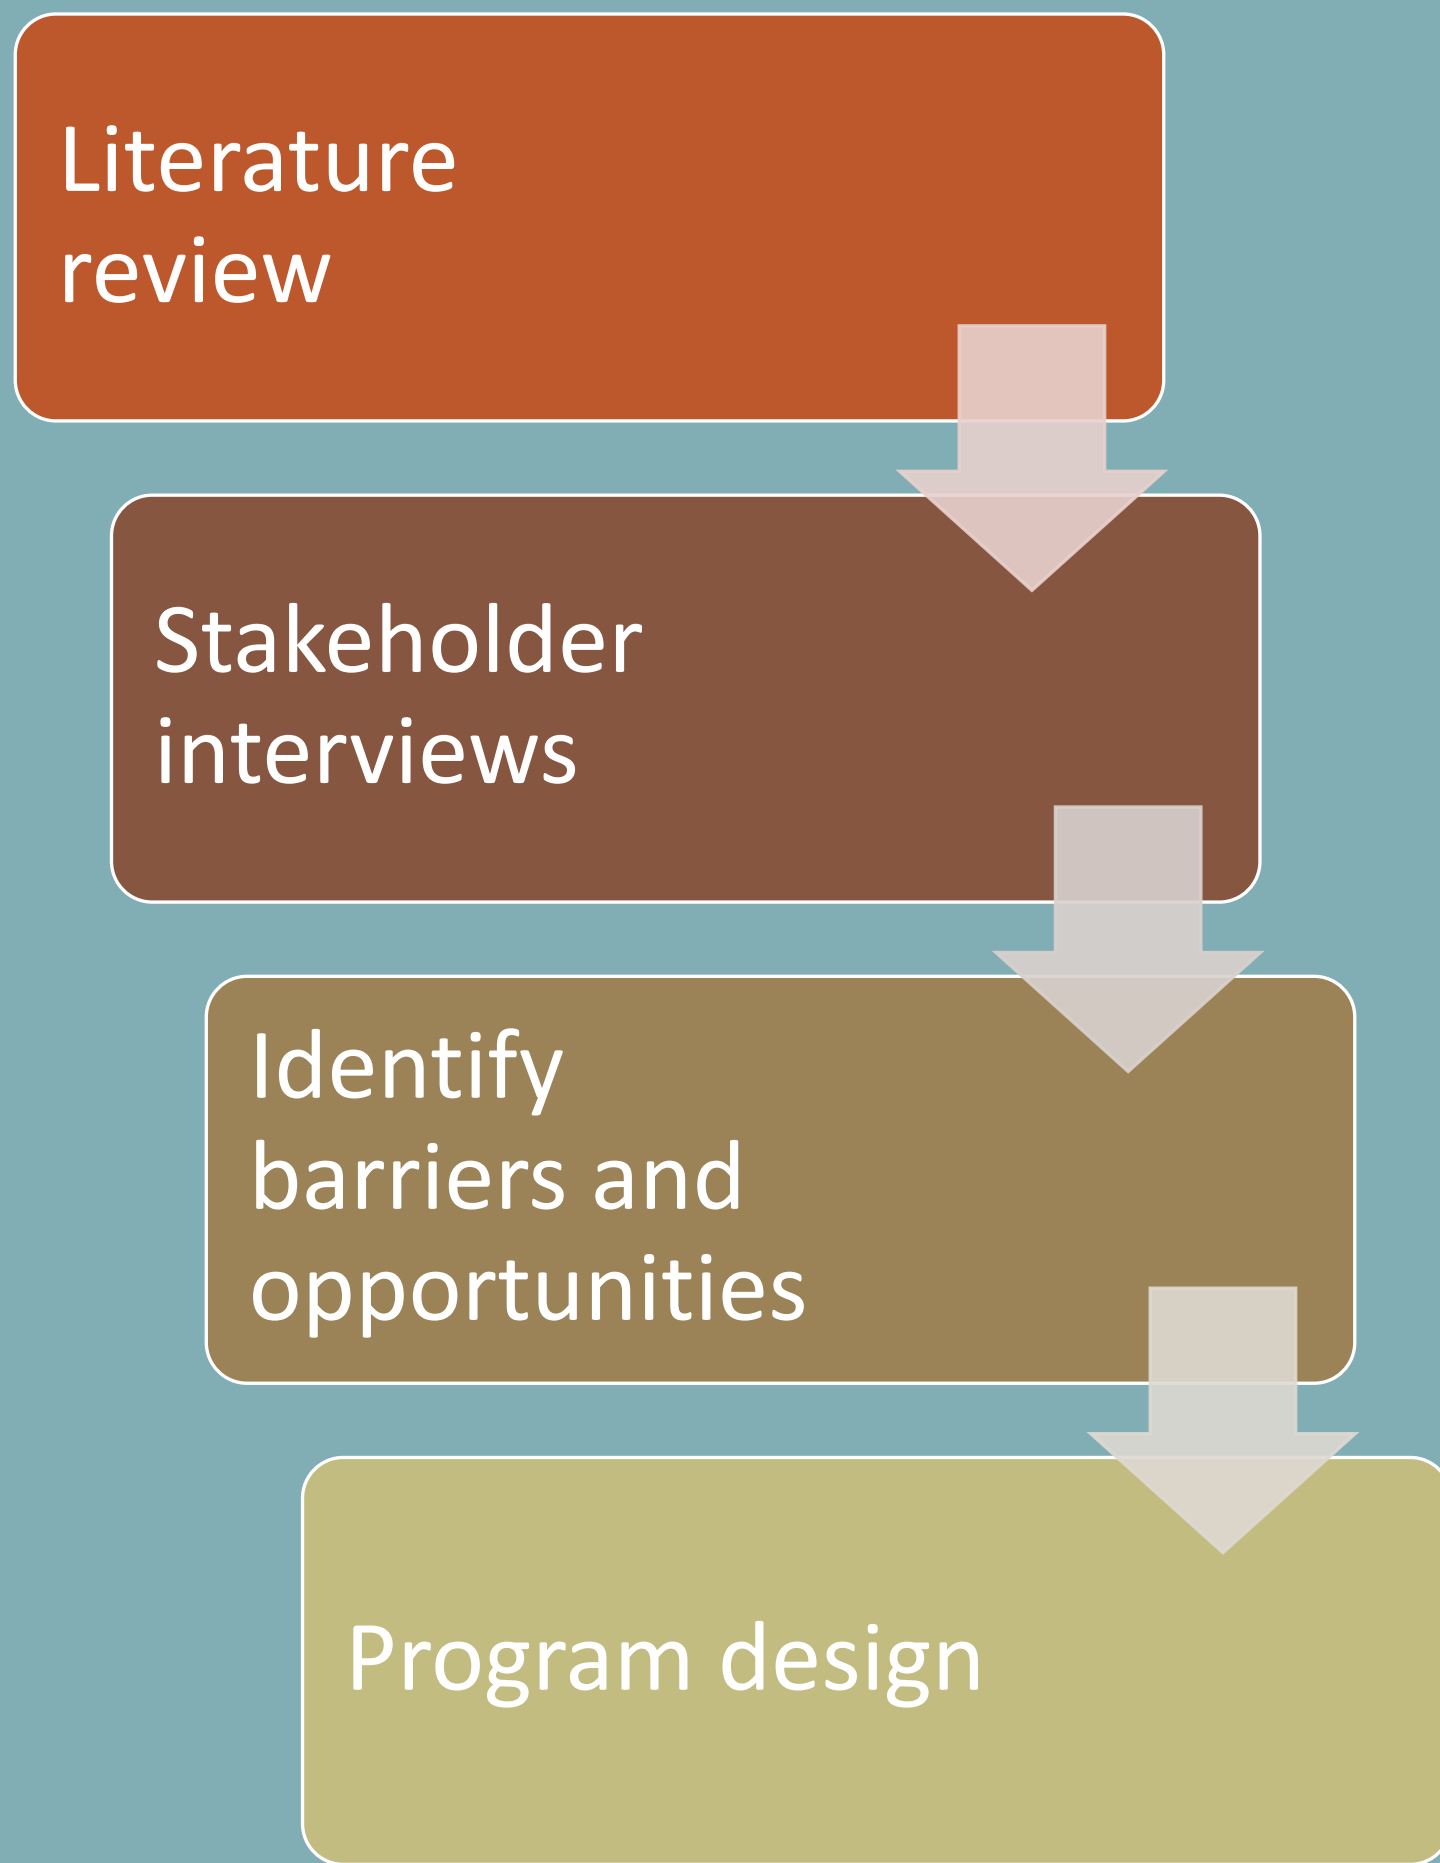 Literature
review
Stakeholder
interviews
Identify
barriers and
opportunities
Program design